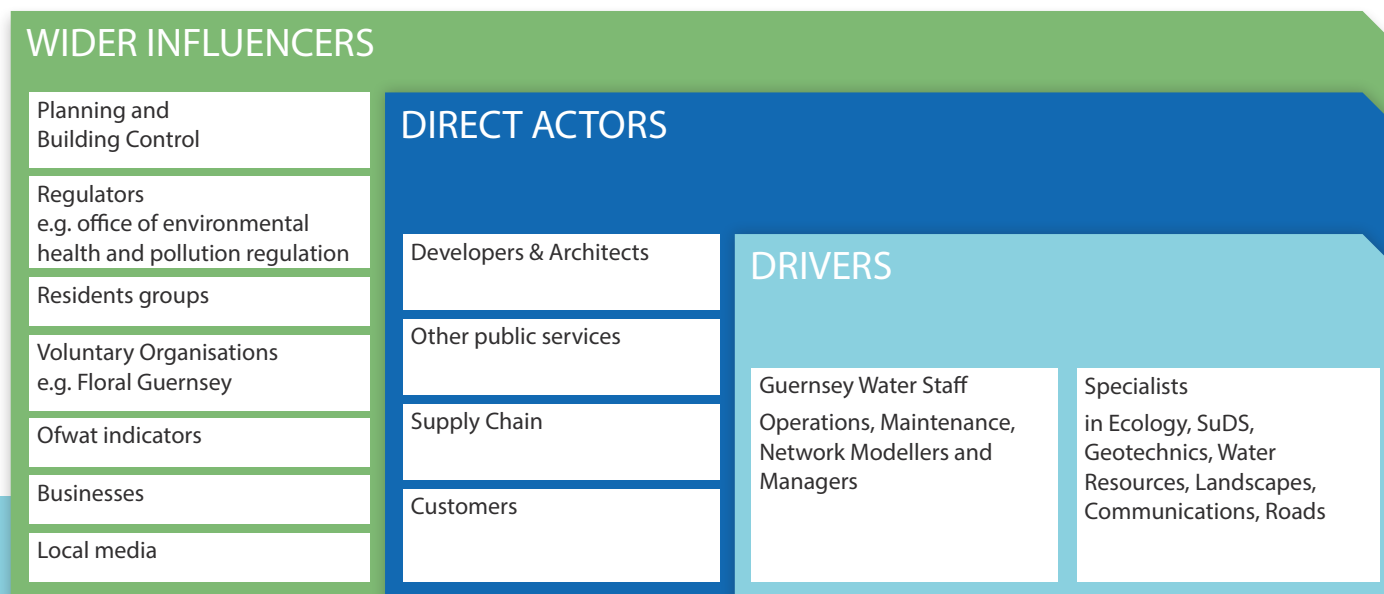 WIDER INFLUENCERS
Planning and
Building Control
Regulators
e.g. office of environmental
health and pollution regulation
Residents groups
Voluntary Organisations
e.g. Floral Guernsey
Ofwat indicators
Businesses
Local media
DIRECT ACTORS
Developers & Architects
Other public services
Supply Chain
Customers
DRIVERS
Guernsey Water Staff
Operations, Maintenance,
Network Modellers and
Managers
Specialists
in Ecology, SuDS,
Geotechnics, Water
Resources, Landscapes,
Communications, Roads